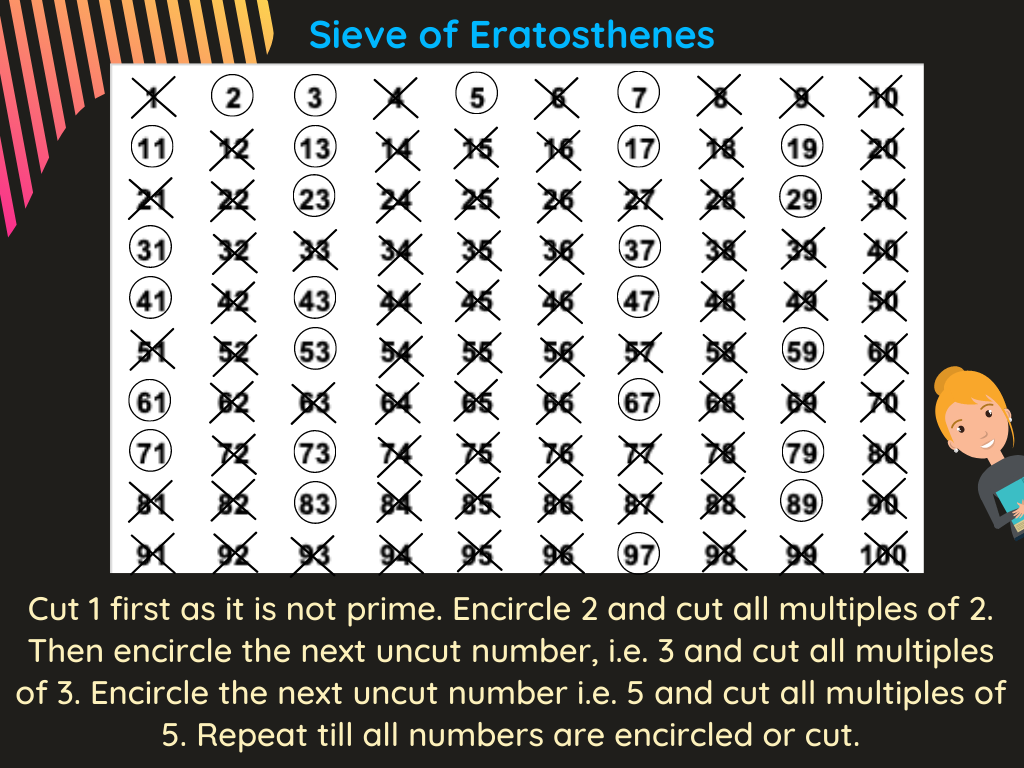 Sieve of Eratosthenes
1 2 3 4 5 6 7 8 9 10
11 12 13 14 15 16 17 18 19 20
21 22 23 24 25 26 27 28 29 30
31 32 33 34 35 36 37 38 39 40
41 42 43 44 45 46 47 48 49 50
51 52 53 54 55 56 57 58 59 60
61 62 63 64 65 66 67 68 69 70
71 72 73 74 75 76 77 78 79 80
81 82 83 84 85 86 87 88 89 90
91 92 93 94 95 96 97 98 99 100
Cut 1 first as it is not prime. Encircle 2 and cut all multiples of 2.
Then encircle the next uncut number, i.e. 3 and cut all multiples
of 3. Encircle the next uncut number i.e. 5 and cut all multiples of
5. Repeat till all numbers are encircled or cut.